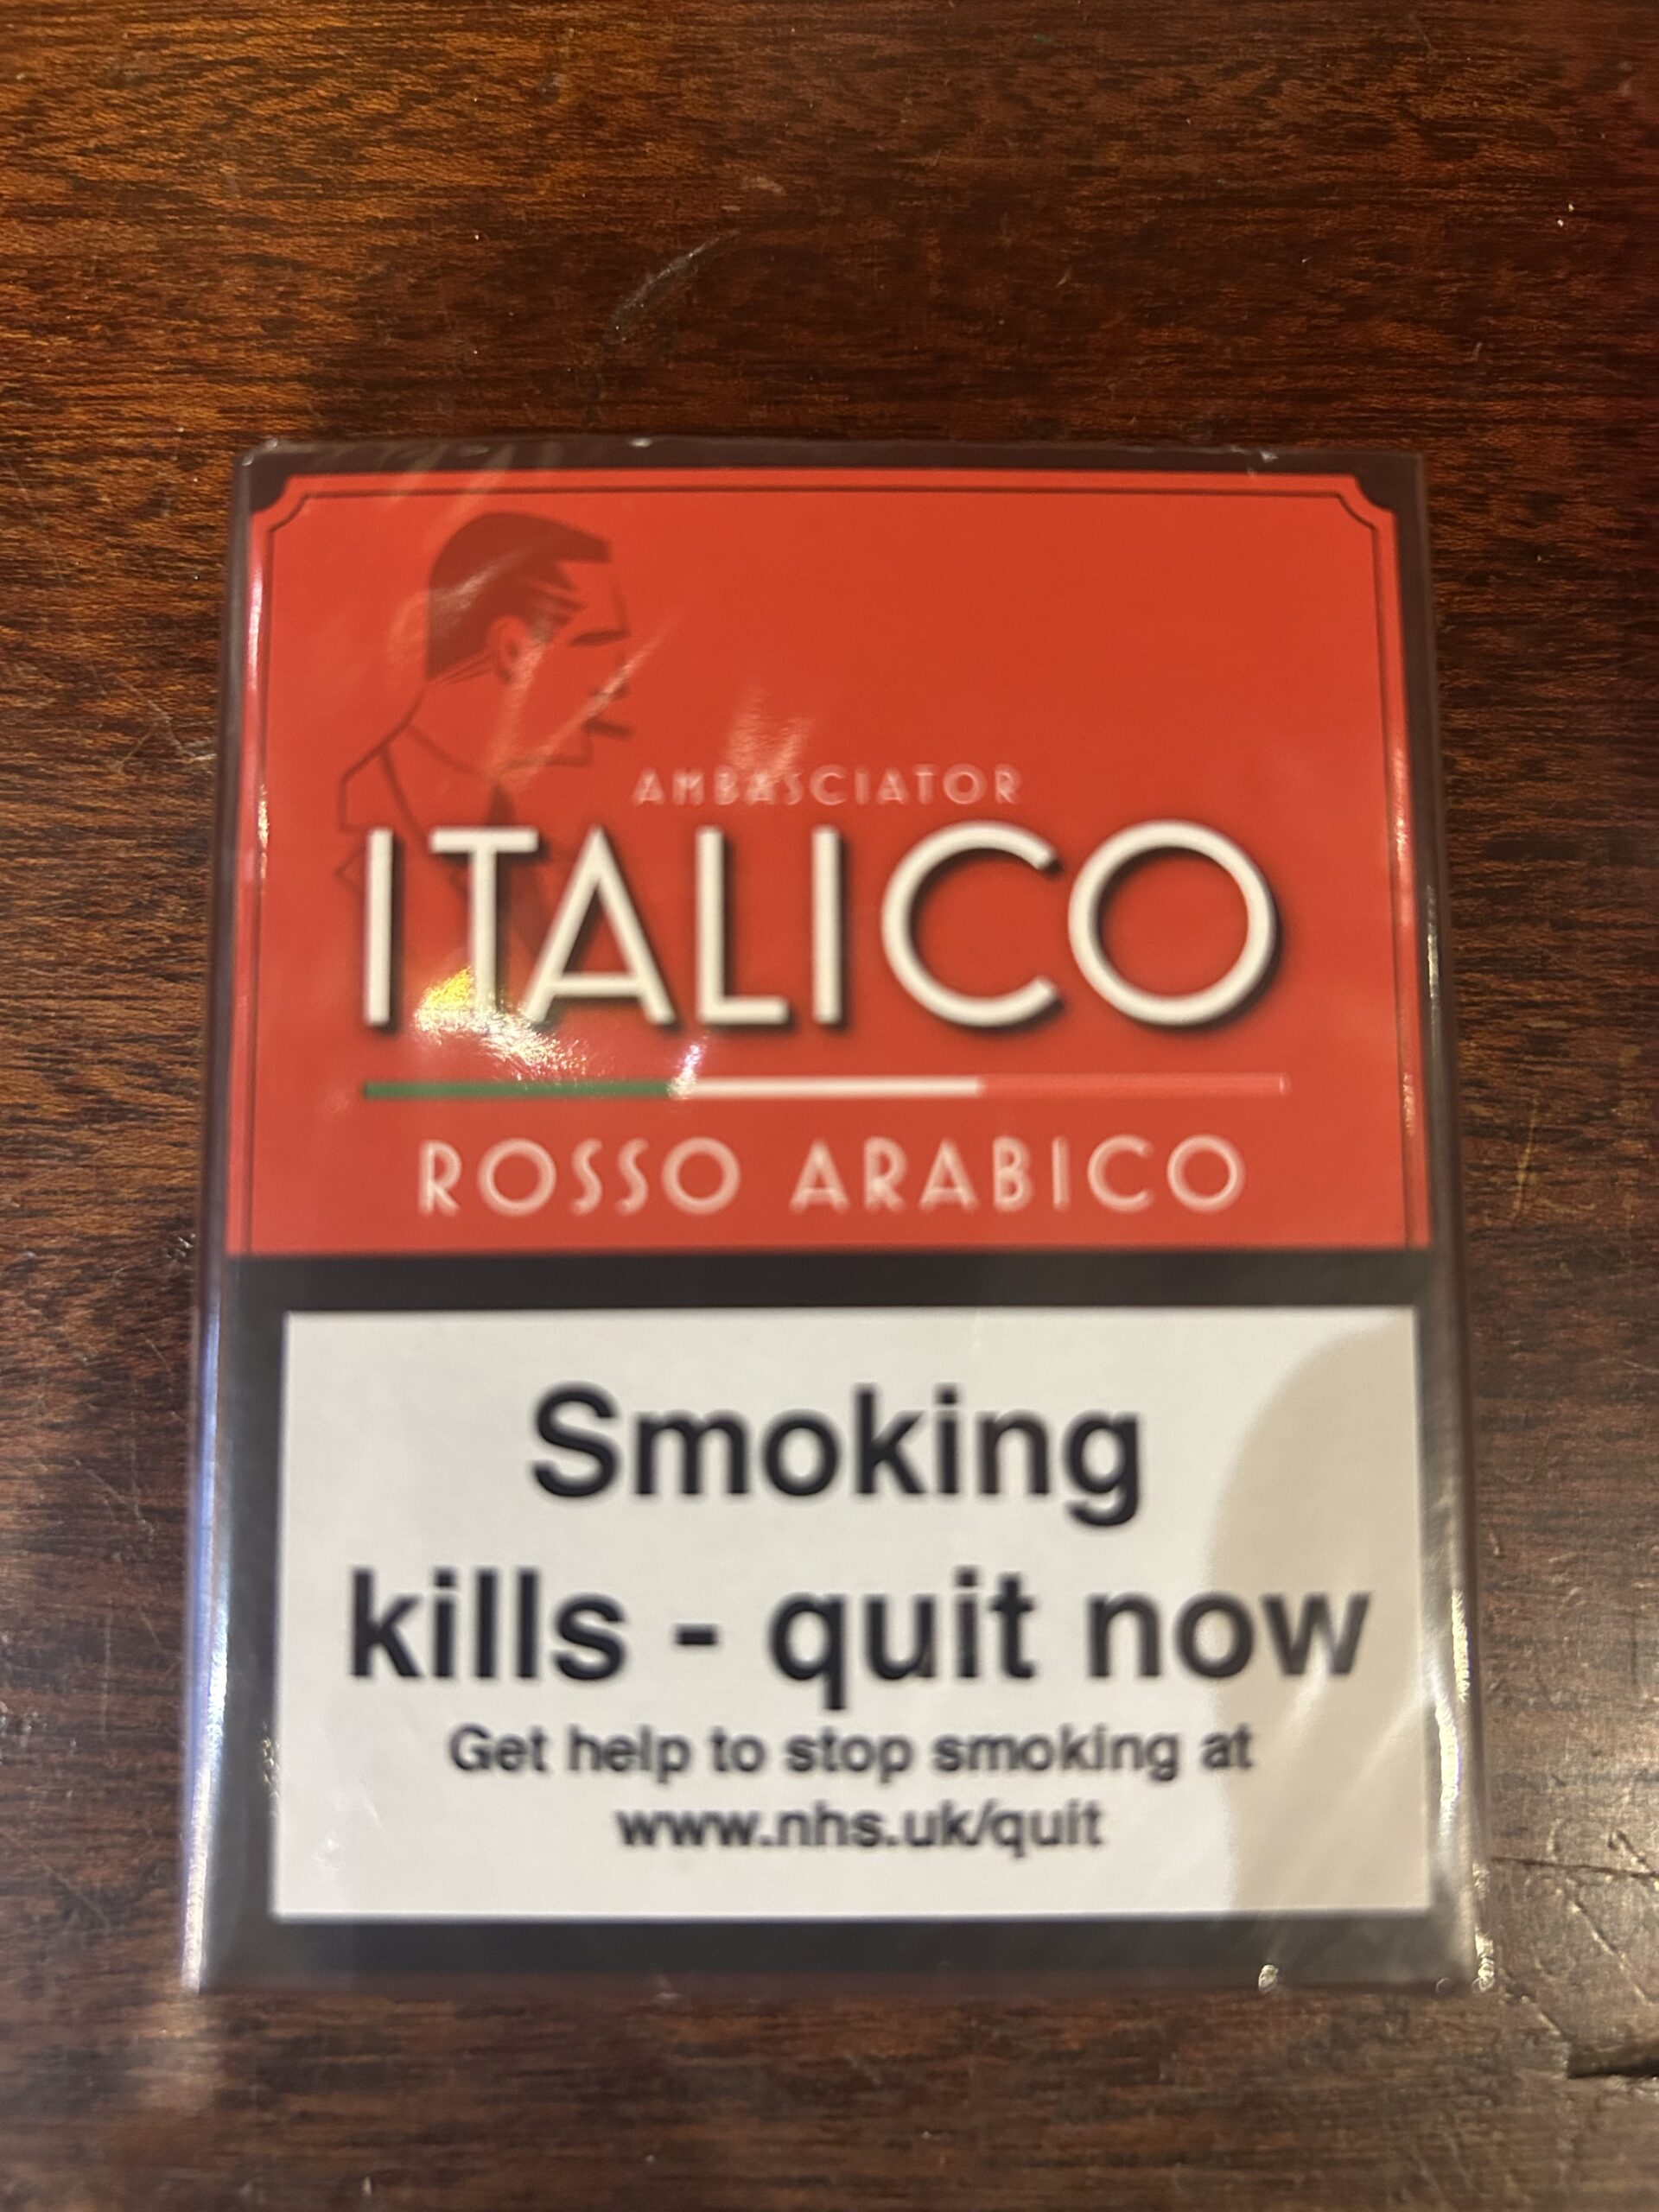 AMBASCIATOR
ITALICO
ROSSO ARABICO
Smoking
kills - quit now
Get help to stop smoking at
www.nhs.uk/quit